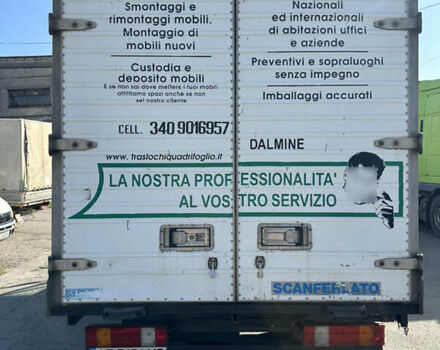 Smontaggi e
rimontaggi mobili.
Montaggio di
mobili nuovi
Custodia e
deposito mobili
E se non sai dove mettere i tuoi mobili
affittiamo spazi anche se non
sei nostro cliente
Nazionali
ed internazionali
di abitazioni uffici
e aziende
Preventivi e sopraluoghi
senza impegno
Imballaggi accurati
CELL. 340 9016957
DALMINE
www.traslochiquadrifoglio.it
LA NOSTRA PROFESSIONALITA'
AL VOSTRO SERVIZIO
SCANFERLATO